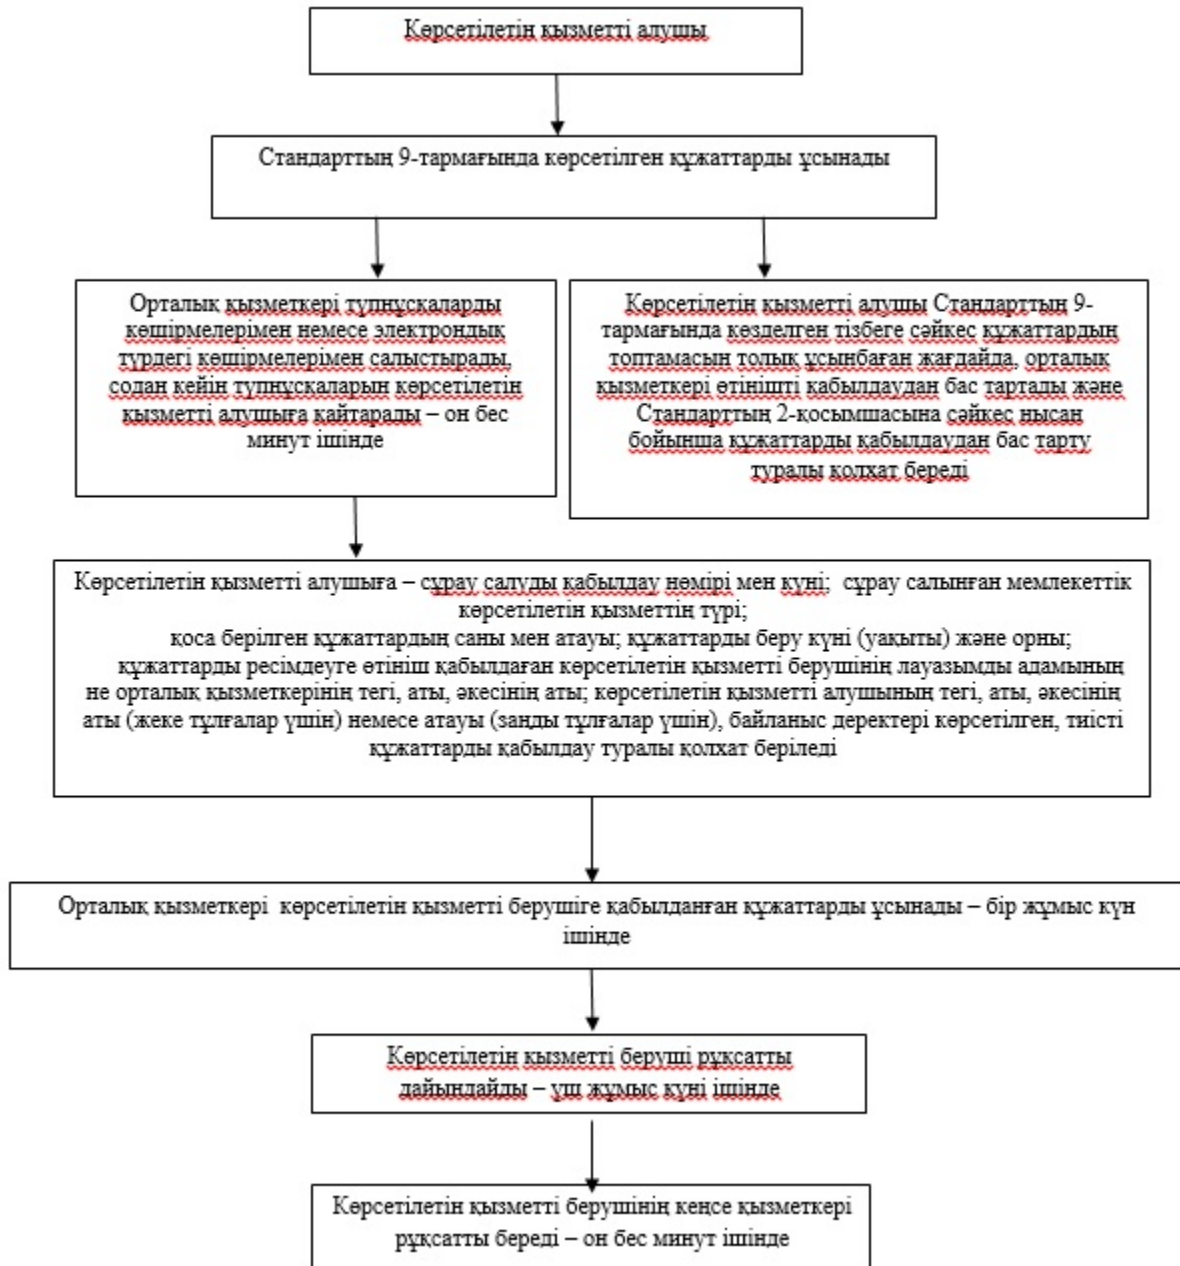 Көрсетілетін қызметті алушы
Стандарттың 9-тармағында көрсетілген құжаттарды ұсынады
Орталық қызметкері түпнұсқаларды
көшірмелерімен немесе электрондық
түрдегі көшірмелерімен салыстырады,
содан кейін түпнұсқаларын көрсетілетін
қызметті алушыға қайтарады – он бес
минут ішінде
Көрсетілетін қызметті алушы Стандарттың 9-
тармағында көзделген тізбеге сәйкес құжаттардың
топтамасын толық ұсынбаған жағдайда, орталық
қызметкері өтінішті қабылдаудан бас тартады және
Стандарттың 2-қосымшасына сәйкес нысан
бойынша құжаттарды қабылдаудан бас тарту
туралы қолхат береді
Көрсетілетін қызметті алушыға – сұрау салуды қабылдау нөмірі мен күні; сұрау салынған мемлекеттік
көрсетілетін қызметтің түрі;
қоса берілген құжаттардың саны мен атауы; құжаттарды беру күні (уақыты) және орны;
құжаттарды ресімдеуге өтініш қабылдаған көрсетілетін қызметті берушінің лауазымды адамының
не орталық қызметкерінің тегі, аты, әкесінің аты; көрсетілетін қызметті алушының тегі, аты, әкесінің
аты (жеке тұлғалар үшін) немесе атауы (заңды тұлғалар үшін), байланыс деректері көрсетілген, тиісті
құжаттарды қабылдау туралы қолхат беріледі
Орталық қызметкері көрсетілетін қызметті берушіге қабылданған құжаттарды ұсынады – бір жұмыс күн
ішінде
Көрсетілетін қызметті беруші рұқсатты
дайындайды – үш жұмыс күні ішінде
Көрсетілетін қызметті берушінің кеңсе қызметкері
рұқсатты береді – он бес минут ішінде